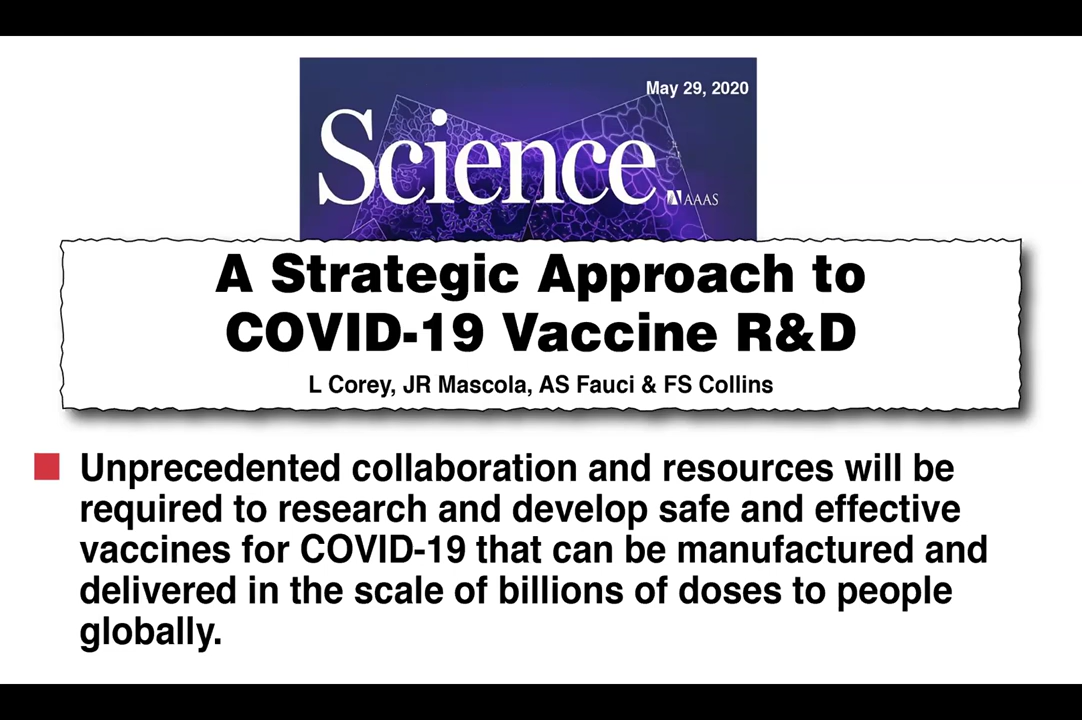 May 29, 2020
Science
AAAS
A Strategic Approach to
COVID-19 Vaccine R&D
L Corey, JR Mascola, AS Fauci & FS Collins
Unprecedented collaboration and resources will be
required to research and develop safe and effective
vaccines for COVID-19 that can be manufactured and
delivered in the scale of billions of doses to people
globally.